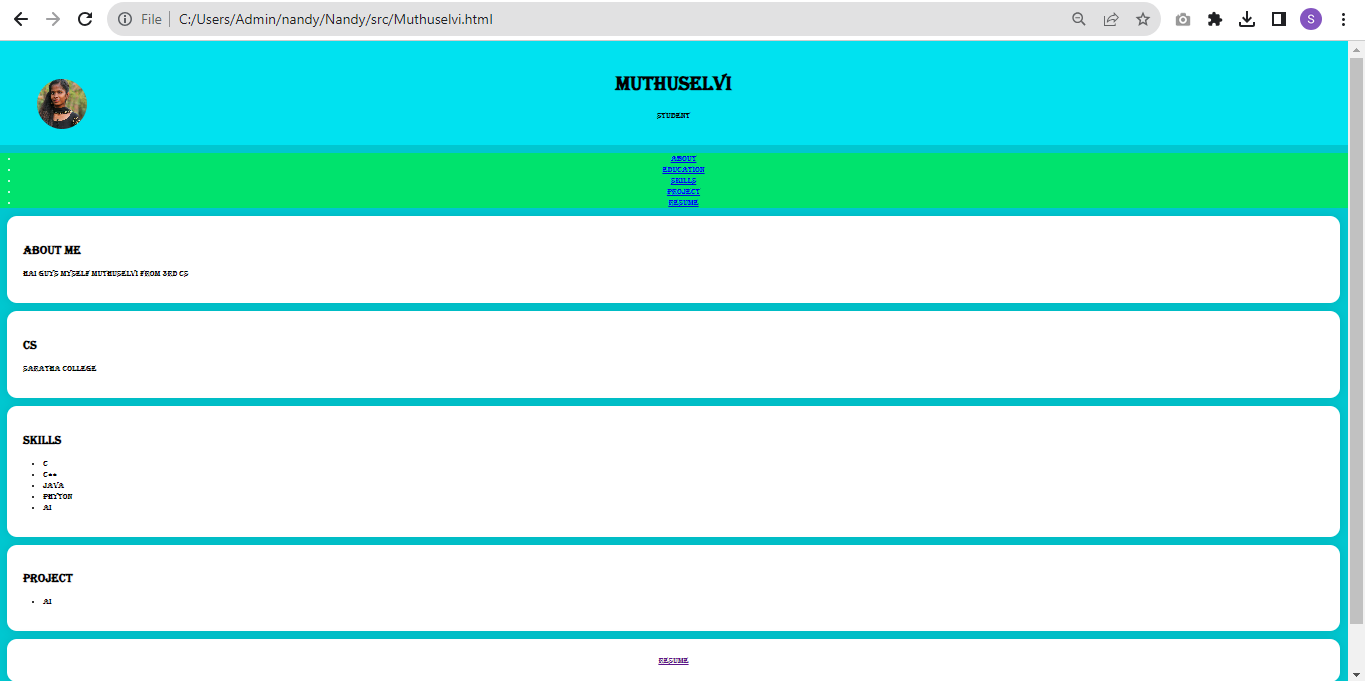 File | C:/Users/Admin/nandy/Nandy/src/Muthuselvi.html
S
MUTHUSELVI
STUDENT
ABOUT
EDUCATION
SKILLS
PROJECT
RESUME
ABOUT ME
HAI GUYS MYSELF MUTHUSELVI FROM 3RD CS
CS
SARATHA COLLEGE
SKILLS
• C
• C++
• JAVA
• PHYTON
• AI
PROJECT
• AI
RESUME